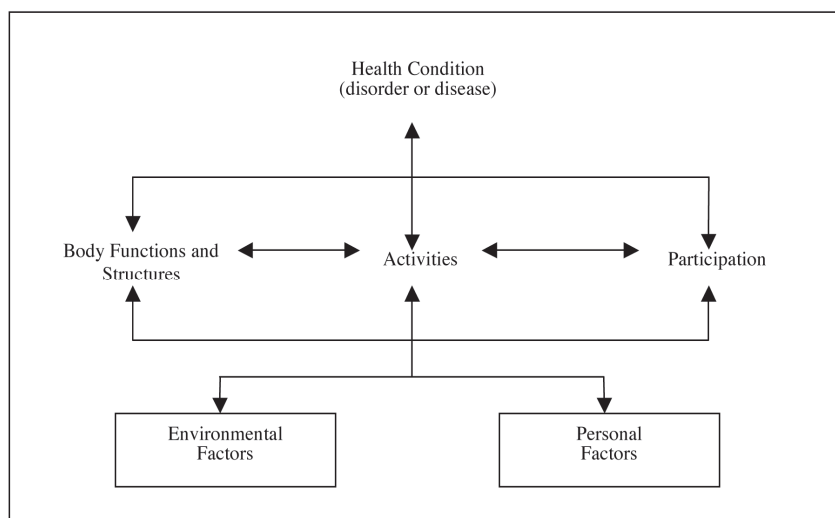 Health Condition
(disorder or disease)
Body Functions and
Structures
Activities
Participation
Environmental
Factors
Personal
Factors